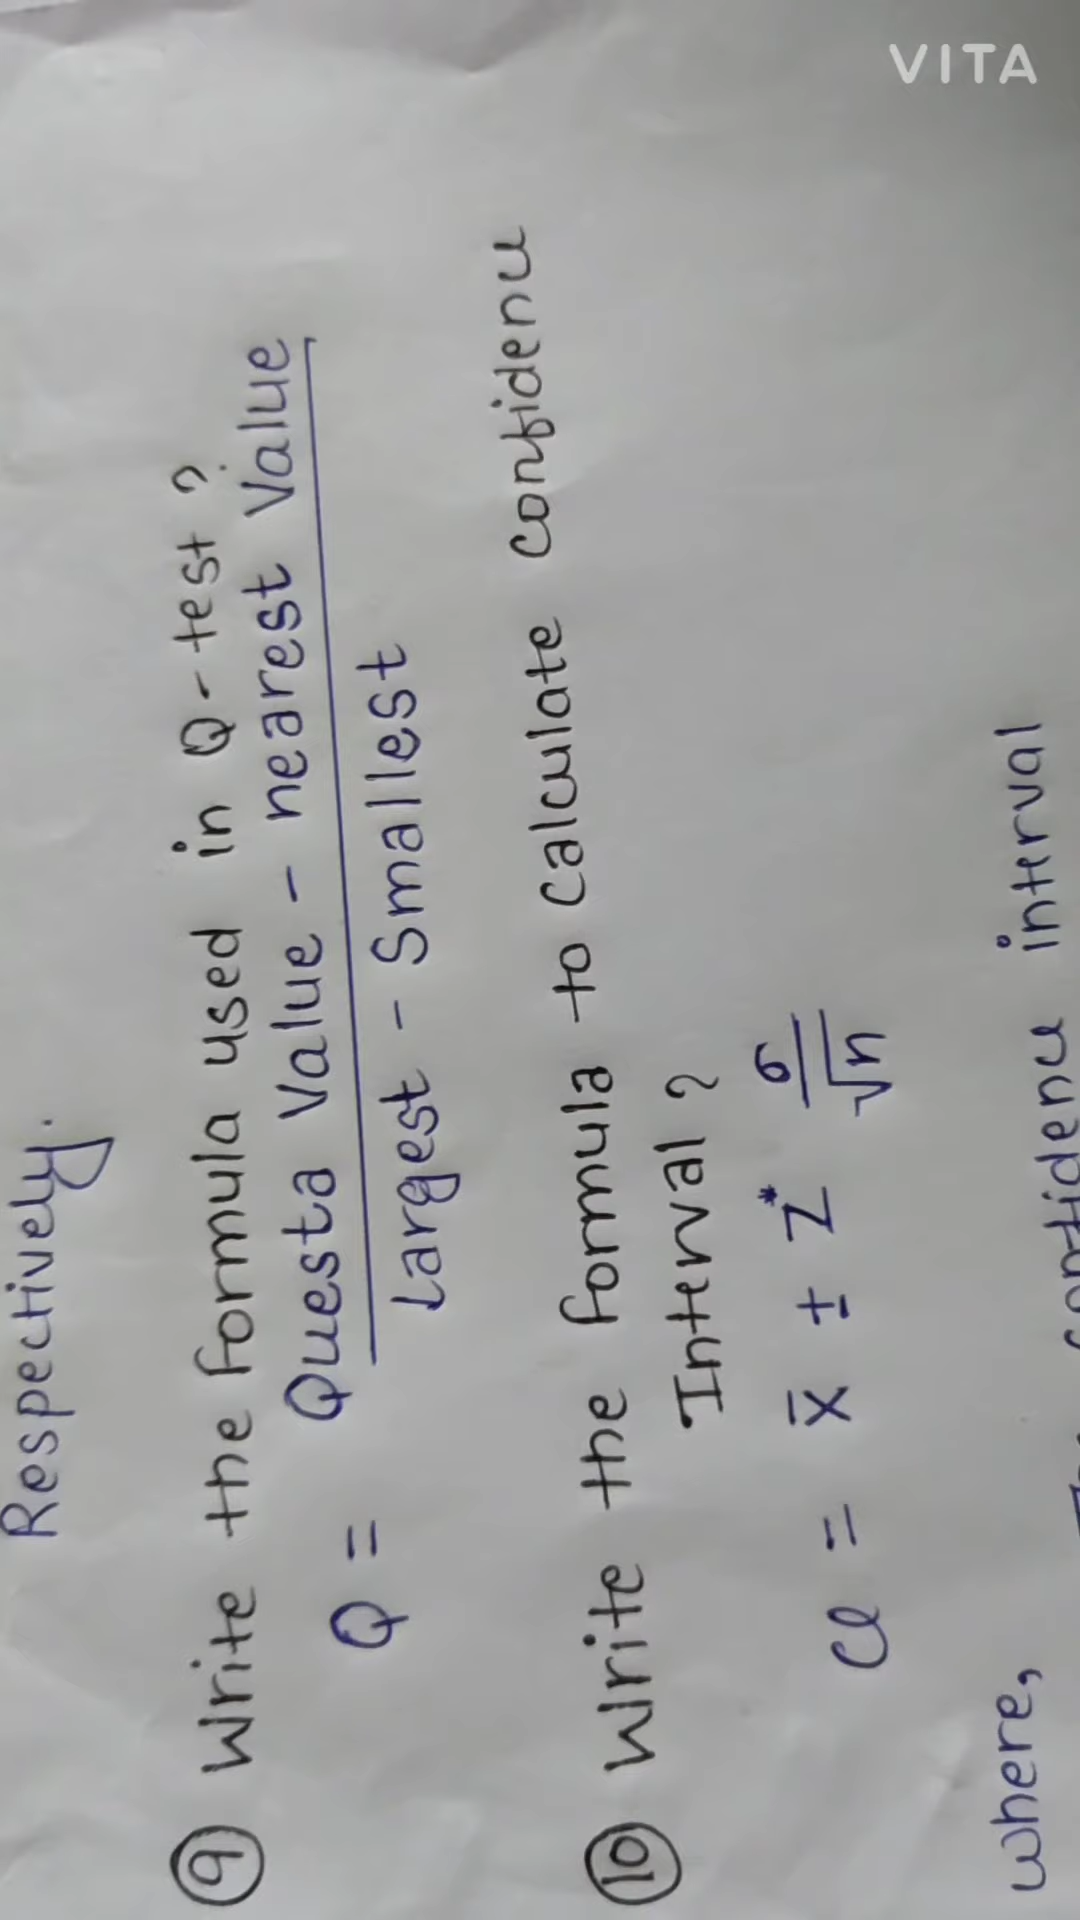 VITA
Respectively.
⑨ Write the formula used in Q-test ?
Q = Questa Value - nearest Value
Largest - Smallest
⑩ Write the formula to calculate confidence
Interval ?
CI = x̄ ± Z* σ/√n
where,
confidence interval